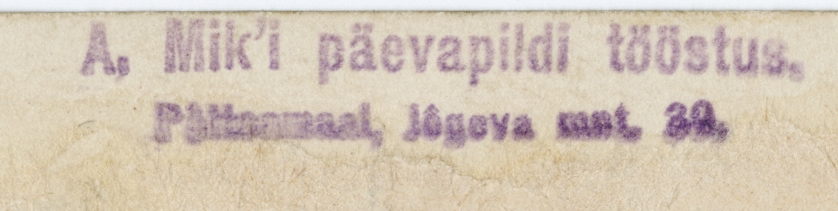 A, Mik'i päevapildi tööstus.
Põltsamaal, Jõgeva mnt. 39.